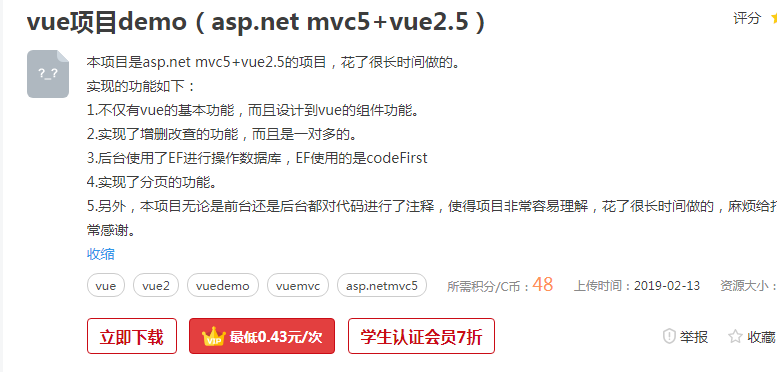 vue项目demo（asp.net mvc5+vue2.5）
评分
?_?
本项目是asp.net mvc5+vue2.5的项目，花了很长时间做的。
实现的功能如下：
1.不仅有vue的基本功能，而且设计到vue的组件功能。
2.实现了增删改查的功能，而且是一对多的。
3.后台使用了EF进行操作数据库，EF使用的是codeFirst
4.实现了分页的功能。
5.另外，本项目无论是前台还是后台都对代码进行了注释，使得项目非常容易理解，花了很长时间做的，麻烦给打
常感谢。
收缩
vue vue2 vuedemo vuemvc asp.netmvc5 所需积分/C币：48 上传时间：2019-02-13 资源大小：
立即下载 VIP 最低0.43元/次 学生认证会员7折 举报 收藏